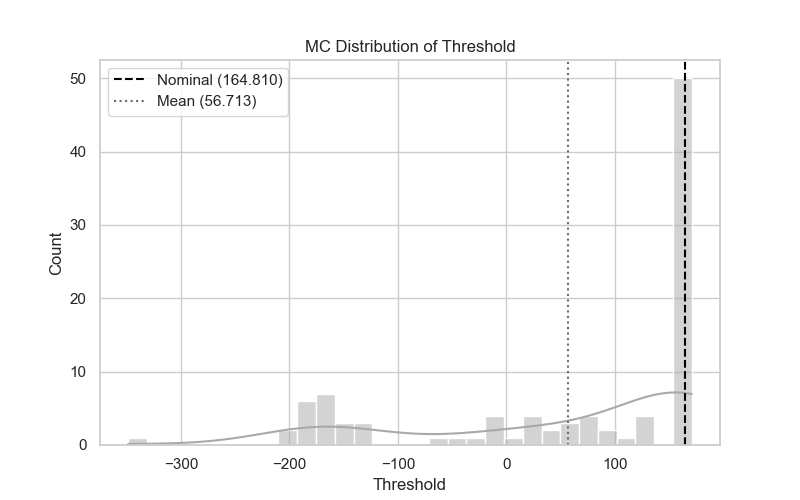 MC Distribution of Threshold
Nominal (164.810)
Mean (56.713)
Count
50
40
30
20
10
0
−300
−200
−100
0
100
Threshold